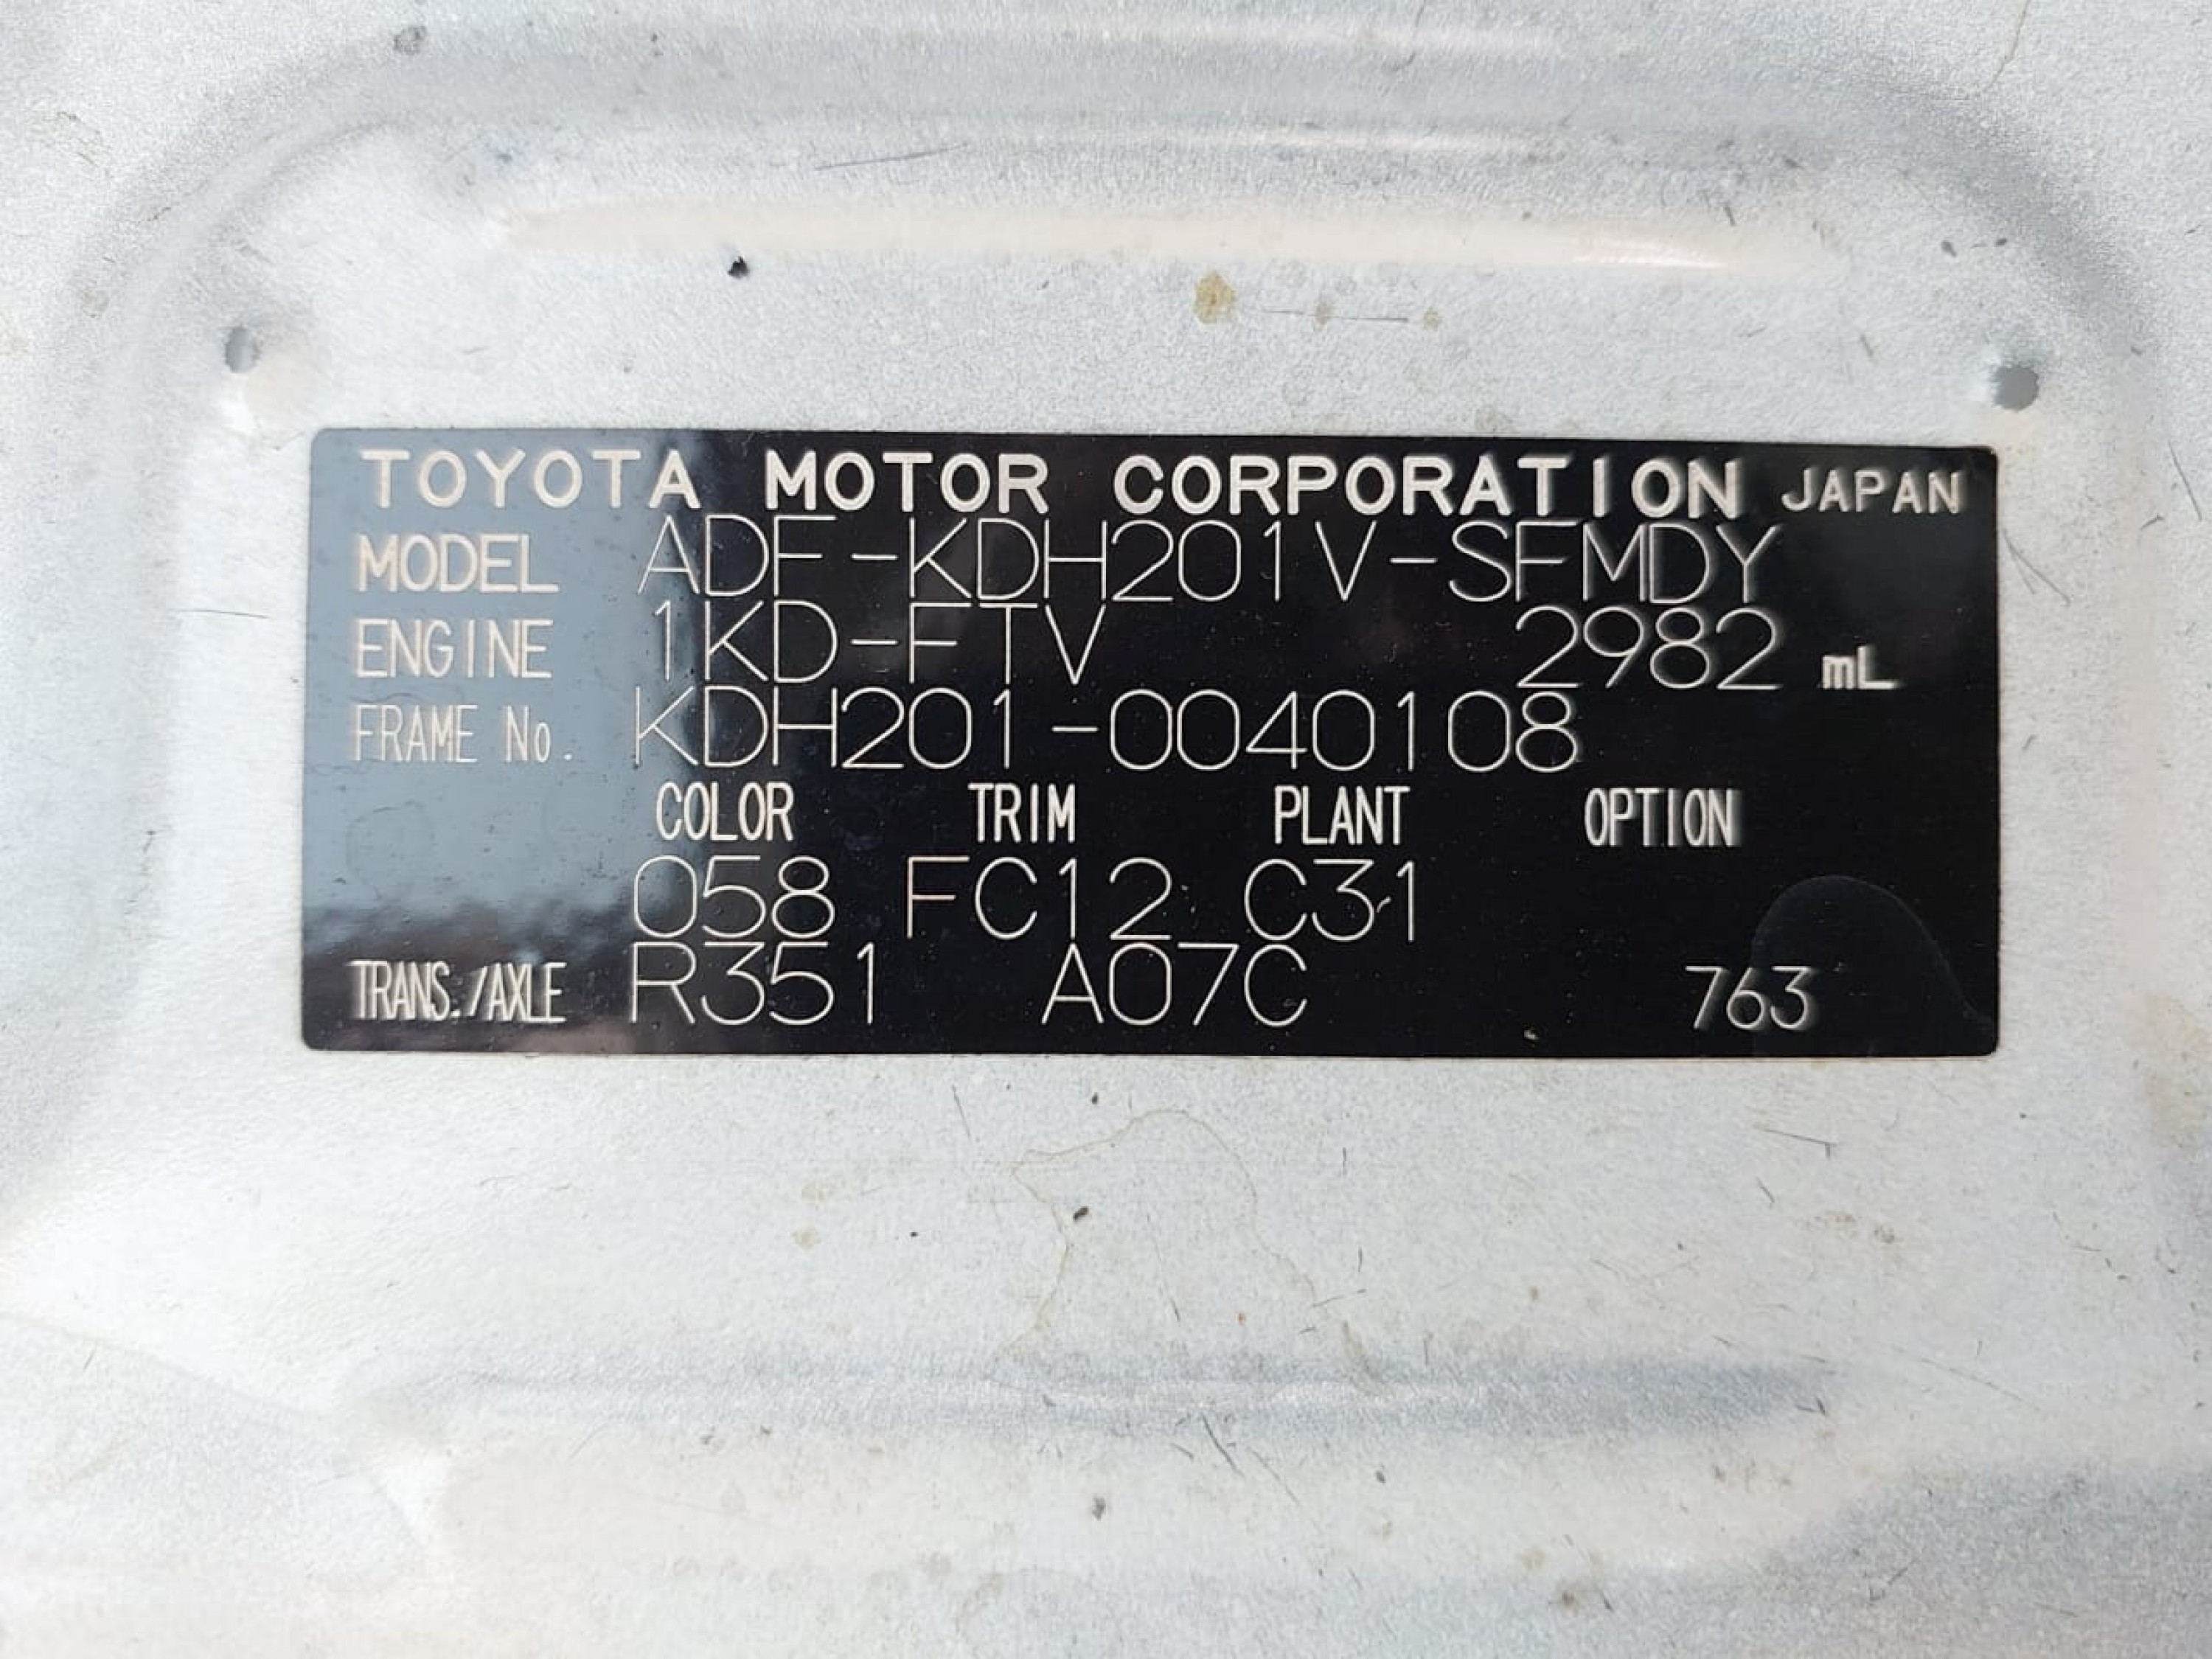 TOYOTA MOTOR CORPORATION JAPAN
MODEL ADF-KDH201V-SFMDY
ENGINE 1KD-FTV 2982 mL
FRAME No. KDH201-0040108
COLOR TRIM PLANT OPTION
058 FC12 C31
TRANS./AXLE R351 A07C 763